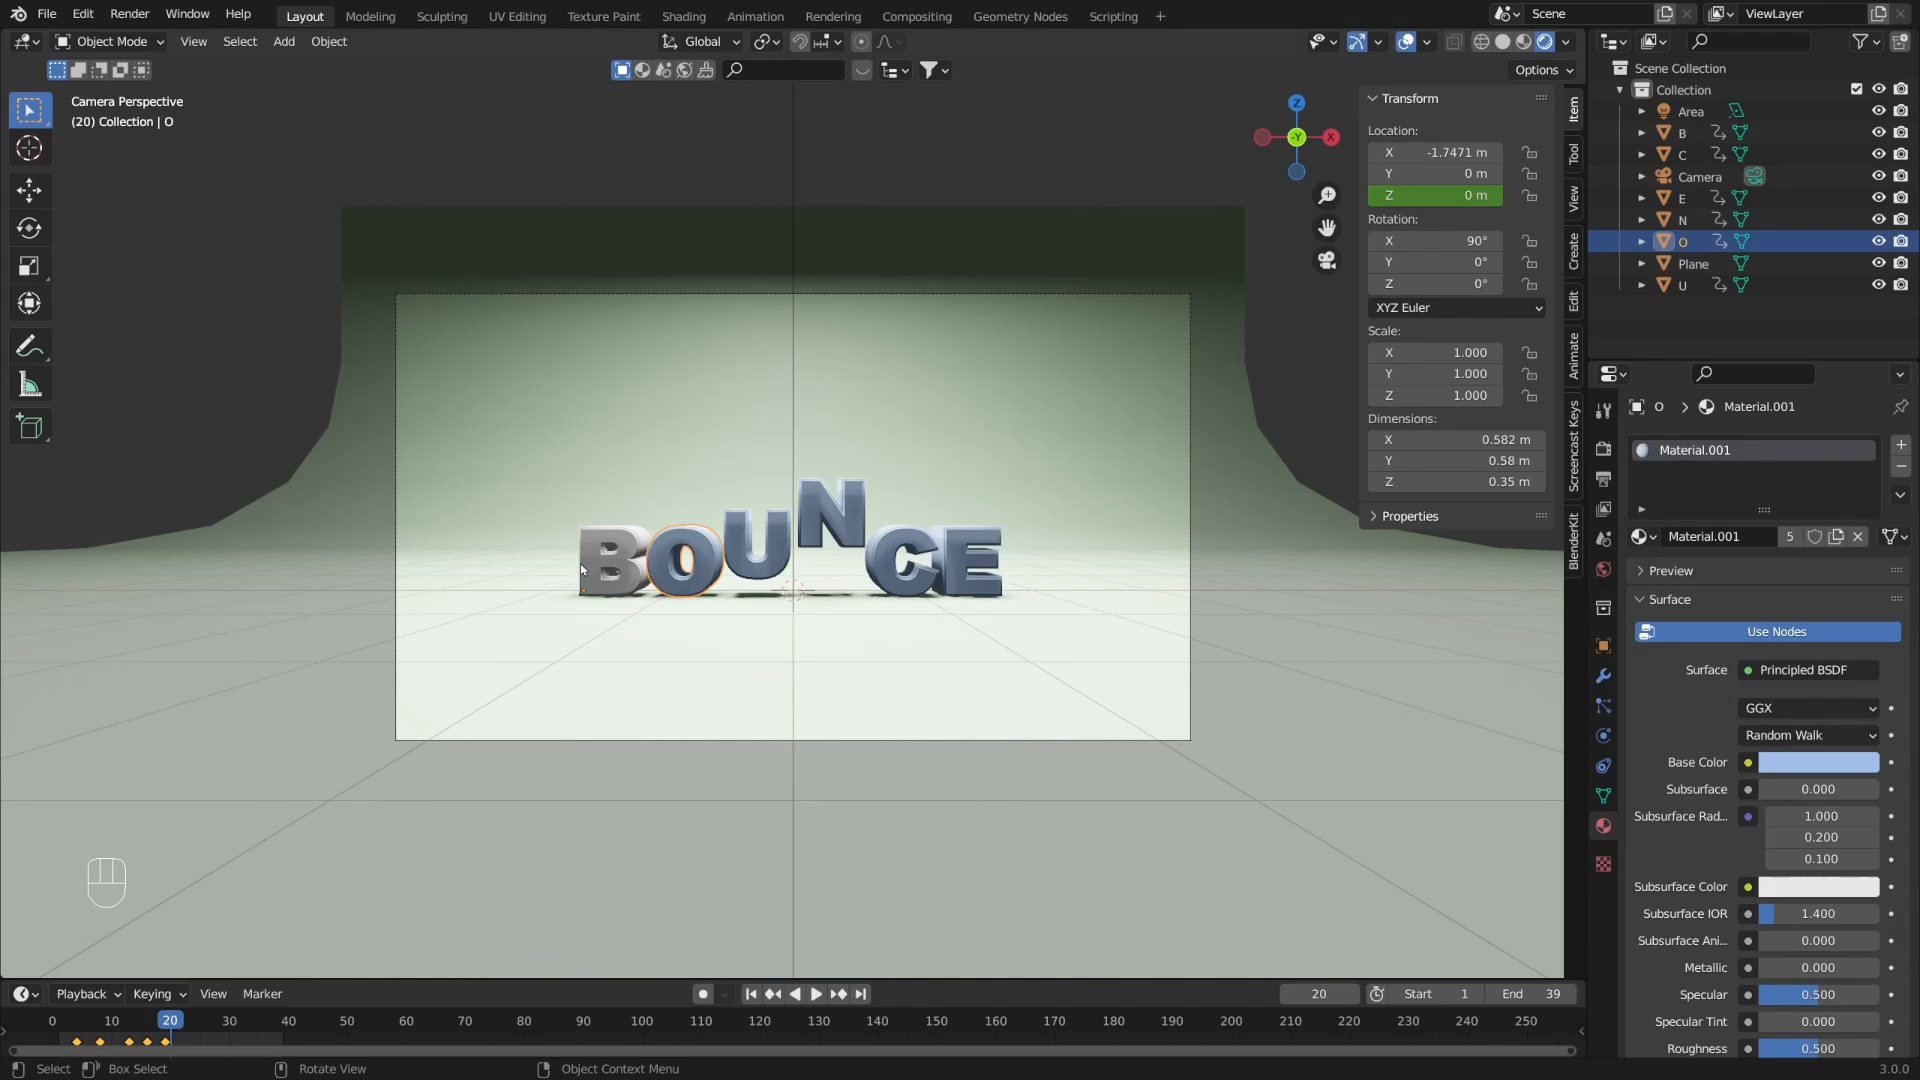 File Edit Render Window Help Layout Modeling Sculpting UV Editing Texture Paint Shading Animation Rendering Compositing Geometry Nodes Scripting + Scene ViewLayer
Object Mode View Select Add Object Global
Options
Camera Perspective
(20) Collection | O
Transform
Location:
X -1.7471 m
Y 0 m
Z 0 m
Rotation:
X 90°
Y 0°
Z 0°
XYZ Euler
Scale:
X 1.000
Y 1.000
Z 1.000
Dimensions:
X 0.582 m
Y 0.58 m
Z 0.35 m
Properties
Z
-Y
X
Item
Tool
View
Create
Edit
Animate
Screencast Keys
BlenderKit
BOUNCE
Scene Collection
Collection
Area
B
C
Camera
E
N
O
Plane
U
O > Material.001
Material.001
Material.001 5
Preview
Surface
Use Nodes
Surface Principled BSDF
GGX
Random Walk
Base Color
Subsurface 0.000
Subsurface Rad... 1.000
0.200
0.100
Subsurface Color
Subsurface IOR 1.400
Subsurface Ani... 0.000
Metallic 0.000
Specular 0.500
Specular Tint 0.000
Roughness 0.500
Playback Keying View Marker 20 Start 1 End 39
0 10 20 30 40 50 60 70 80 90 100 110 120 130 140 150 160 170 180 190 200 210 220 230 240 250
Select Box Select Rotate View Object Context Menu 3.0.0